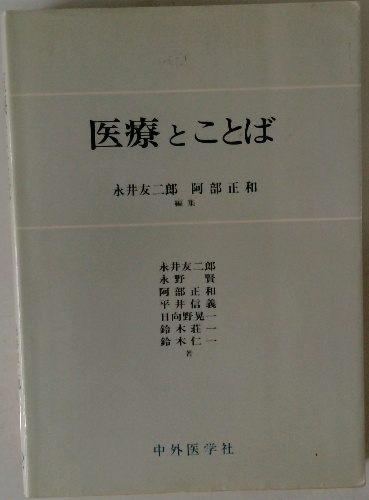 医療とことば
永井友二郎 阿部正和
編集
永井友二郎
永野 賢
阿部正和
平井信義
日向野晃一
鈴木荘一
鈴木仁一
著
中外医学社